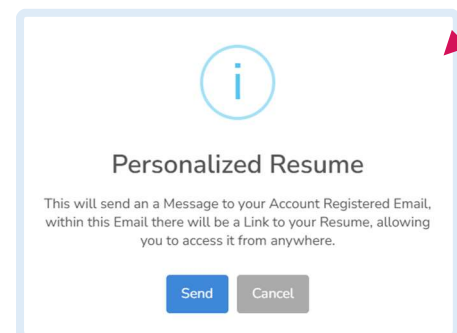 i
Personalized Resume
This will send an a Message to your Account Registered Email,
within this Email there will be a Link to your Resume, allowing
you to access it from anywhere.
Send Cancel